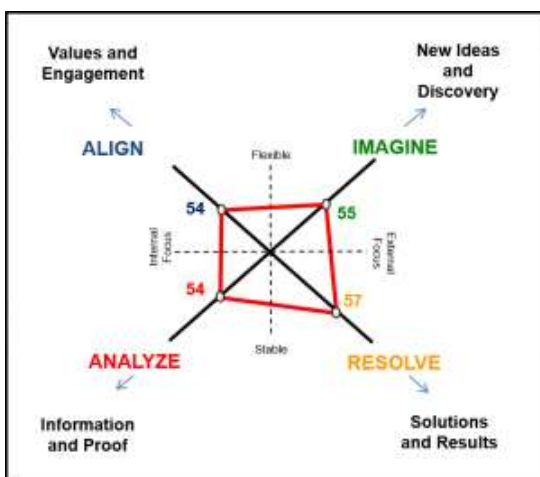 Values and
Engagement
New Ideas
and
Discovery
ALIGN
IMAGINE
Flexible
54
55
Internal
Focus
External
Focus
54
57
Stable
ANALYZE
RESOLVE
Information
and Proof
Solutions
and Results